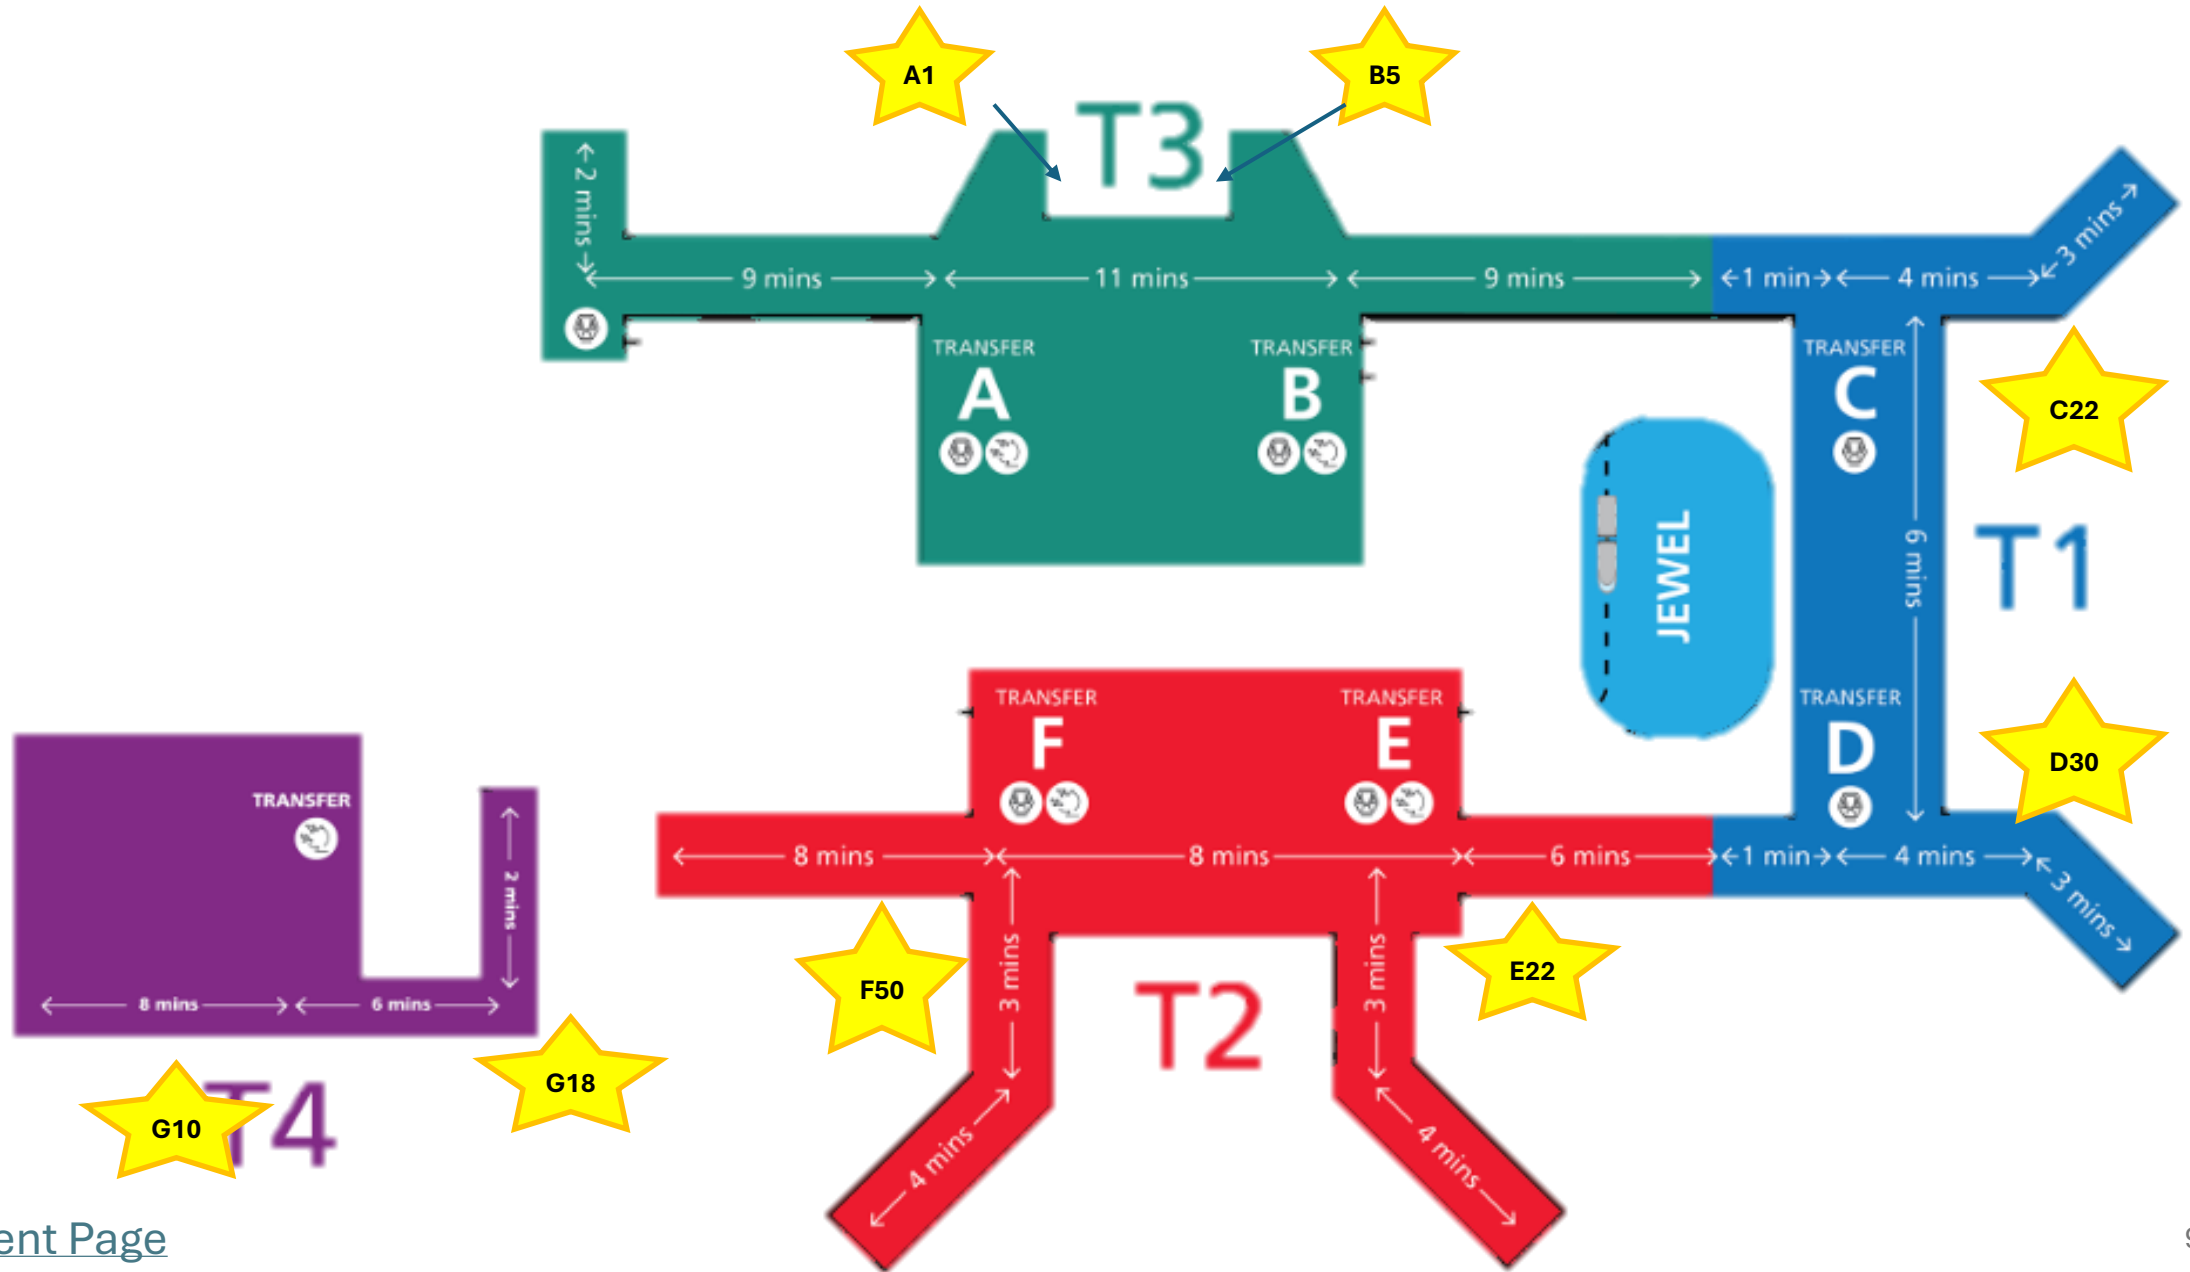 A1
B5
T3
2 mins
9 mins
11 mins
9 mins
1 min
4 mins
3 mins
TRANSFER
A
TRANSFER
B
TRANSFER
C
C22
6 mins
JEWEL
T1
TRANSFER
F
TRANSFER
E
TRANSFER
D
D30
TRANSFER
2 mins
8 mins
6 mins
8 mins
8 mins
6 mins
1 min
4 mins
3 mins
3 mins
3 mins
F50
E22
T2
G18
G10
T4
4 mins
4 mins
ent Page
9